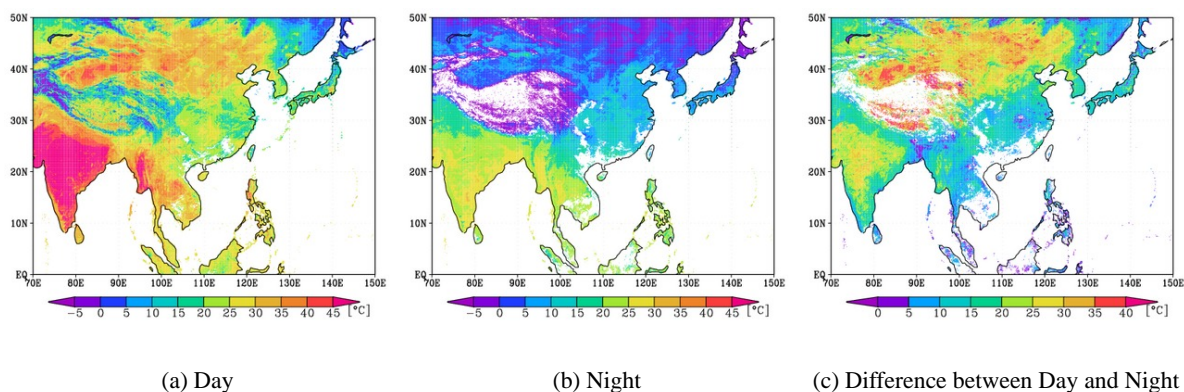 50N 50N 50N
40N 40N 40N
30N 30N 30N
20N 20N 20N
10N 10N 10N
EQ EQ EQ
70E 80E 90E 100E 110E 120E 130E 140E 150E 70E 80E 90E 100E 110E 120E 130E 140E 150E 70E 80E 90E 100E 110E 120E 130E 140E 150E
-5 0 5 10 15 20 25 30 35 40 45 [°C] -5 0 5 10 15 20 25 30 35 40 45 [°C] 0 5 10 15 20 25 30 35 40 [°C]
(a) Day (b) Night (c) Difference between Day and Night